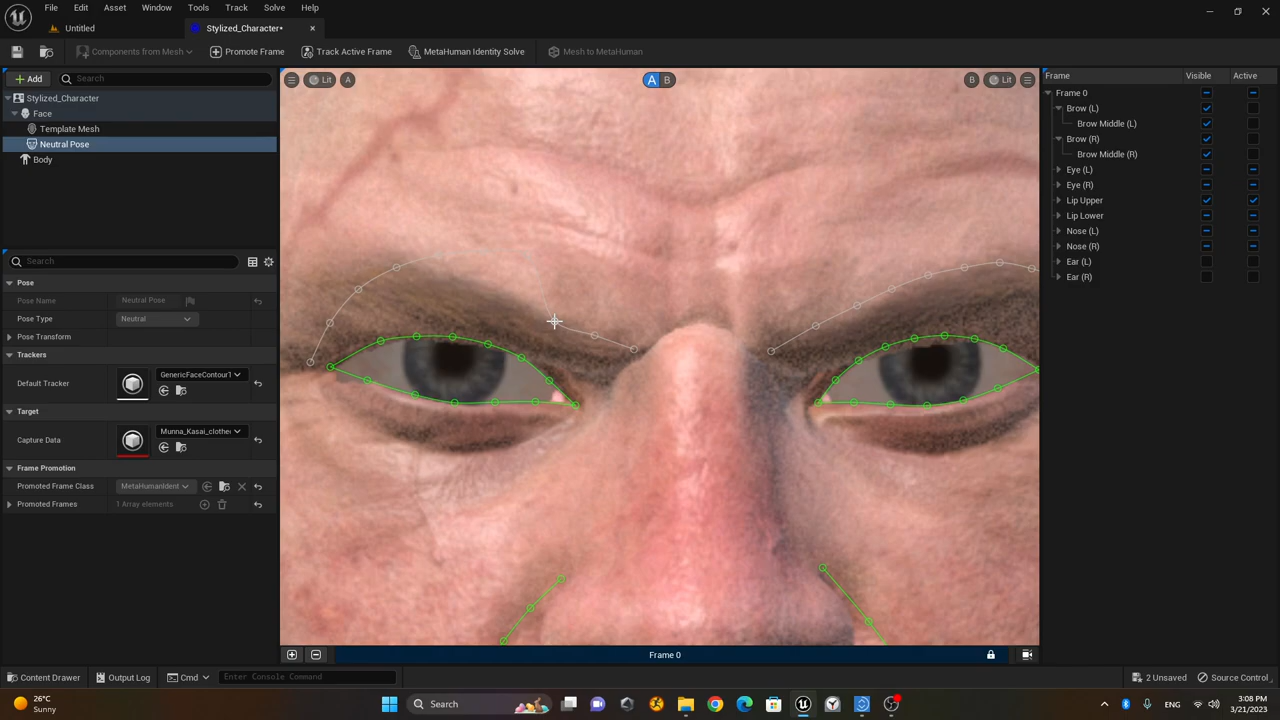 File Edit Asset Window Tools Track Solve Help
Untitled
Stylized_Character•
Components from Mesh
Promote Frame
Track Active Frame
MetaHuman Identity Solve
Mesh to MetaHuman
Add
Search
Stylized_Character
Face
Template Mesh
Neutral Pose
Body
Search
Pose
Pose Name Neutral Pose
Pose Type Neutral
Pose Transform
Trackers
Default Tracker GenericFaceContourT
Target
Capture Data Munna_Kasai_clothe
Frame Promotion
Promoted Frame Class MetaHumanIdent
Promoted Frames 1 Array elements
Lit A
A B
B Lit
Frame 0
Frame Visible Active
Frame 0
Brow (L)
Brow Middle (L)
Brow (R)
Brow Middle (R)
Eye (L)
Eye (R)
Lip Upper
Lip Lower
Nose (L)
Nose (R)
Ear (L)
Ear (R)
Content Drawer
Output Log
Cmd
Enter Console Command
2 Unsaved
Source Control
26°C
Sunny
Search
ENG
3:08 PM
3/21/2023